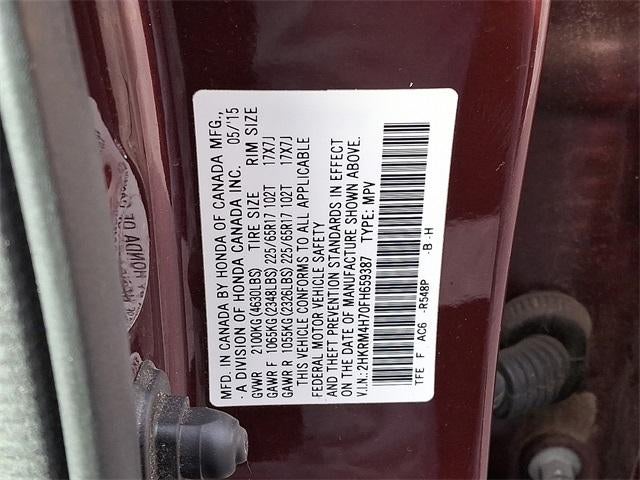 MFD. IN CANADA BY HONDA OF CANADA MFG.,
A DIVISION OF HONDA CANADA INC. 05/15
GVWR 2100KG(4630LBS) TIRE SIZE RIM SIZE
GAWR F 1065KG(2348LBS)225/65R17 102T 17X7J
GAWR R 1055KG(2326LBS)225/65R17 102T 17X7J
THIS VEHICLE CONFORMS TO ALL APPLICABLE
FEDERAL MOTOR VEHICLE SAFETY
AND THEFT PREVENTION STANDARDS IN EFFECT
ON THE DATE OF MANUFACTURE SHOWN ABOVE.
V.I.N.: 2HKRM4H70FH659387 TYPE: MPV
TFE F AC6 -R548P -B -H
HONDA OF